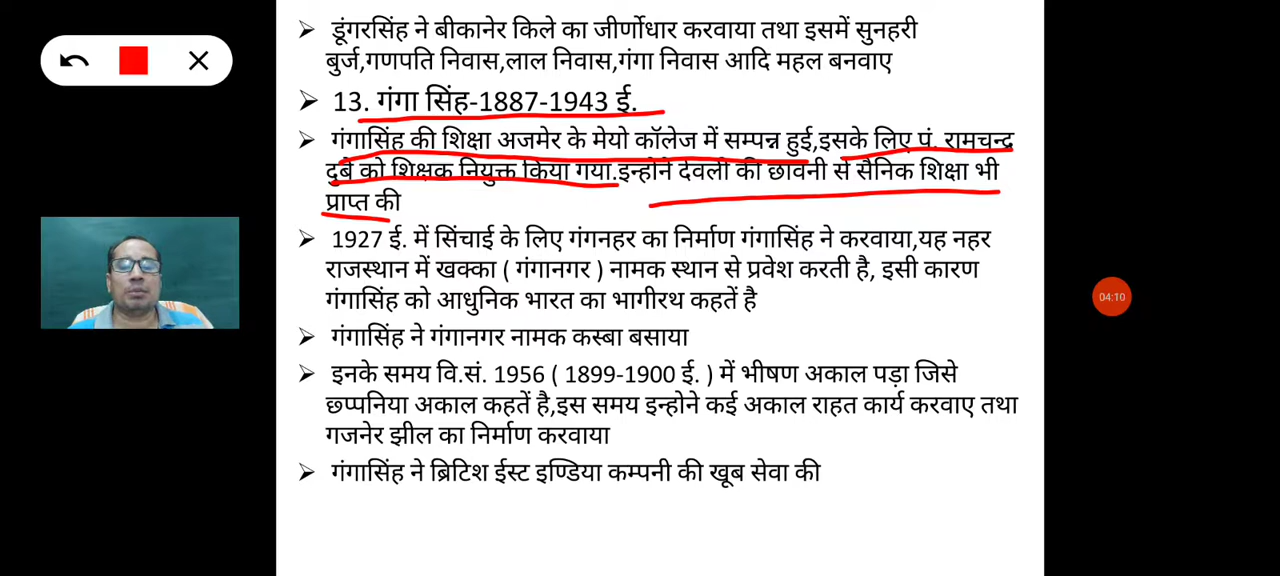 ➢ डूंगरसिंह ने बीकानेर किले का जीर्णोधार करवाया तथा इसमें सुनहरी
बुर्ज,गणपति निवास,लाल निवास,गंगा निवास आदि महल बनवाए
➢ 13. गंगा सिंह-1887-1943 ई.
➢ गंगासिंह की शिक्षा अजमेर के मेयो कॉलेज में सम्पन्न हुई,इसके लिए पं. रामचन्द्र
दुबे को शिक्षक नियुक्त किया गया.इन्होने देवली की छावनी से सैनिक शिक्षा भी
प्राप्त की
➢ 1927 ई. में सिंचाई के लिए गंगनहर का निर्माण गंगासिंह ने करवाया,यह नहर
राजस्थान में खक्का ( गंगानगर ) नामक स्थान से प्रवेश करती है, इसी कारण
गंगासिंह को आधुनिक भारत का भागीरथ कहतें है
➢ गंगासिंह ने गंगानगर नामक कस्बा बसाया
➢ इनके समय वि.सं. 1956 ( 1899-1900 ई. ) में भीषण अकाल पड़ा जिसे
छप्पनिया अकाल कहतें है,इस समय इन्होने कई अकाल राहत कार्य करवाए तथा
गजनेर झील का निर्माण करवाया
➢ गंगासिंह ने ब्रिटिश ईस्ट इण्डिया कम्पनी की खूब सेवा की
04:10